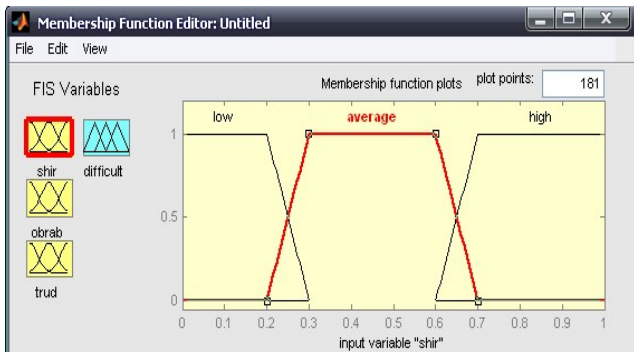 Membership Function Editor: Untitled
File Edit View
FIS Variables
Membership function plots plot points: 181
low average high
shir difficult
obrab
trud
1
0.5
0
0 0.1 0.2 0.3 0.4 0.5 0.6 0.7 0.8 0.9 1
input variable "shir"